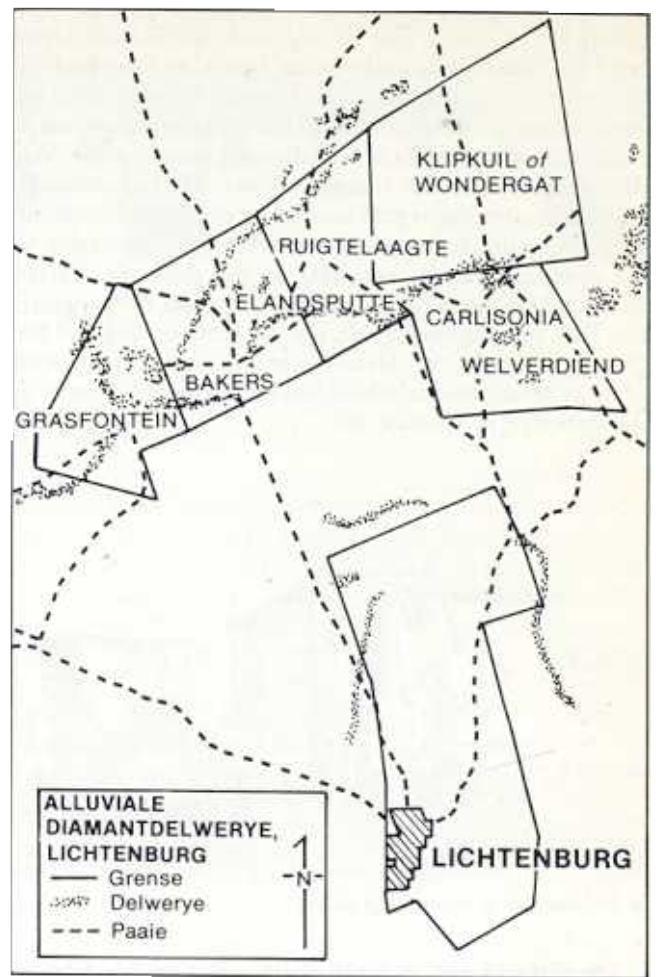 KLIPKUIL of
WONDERGAT
RUIGTELAAGTE
ELANDSPUTTE
CARLISONIA
WELVERDIEND
BAKERS
GRASFONTEIN
LICHTENBURG
ALLUVIALE
DIAMANTDELWERYE,
LICHTENBURG
Grense
Delwerye
Paaie
N